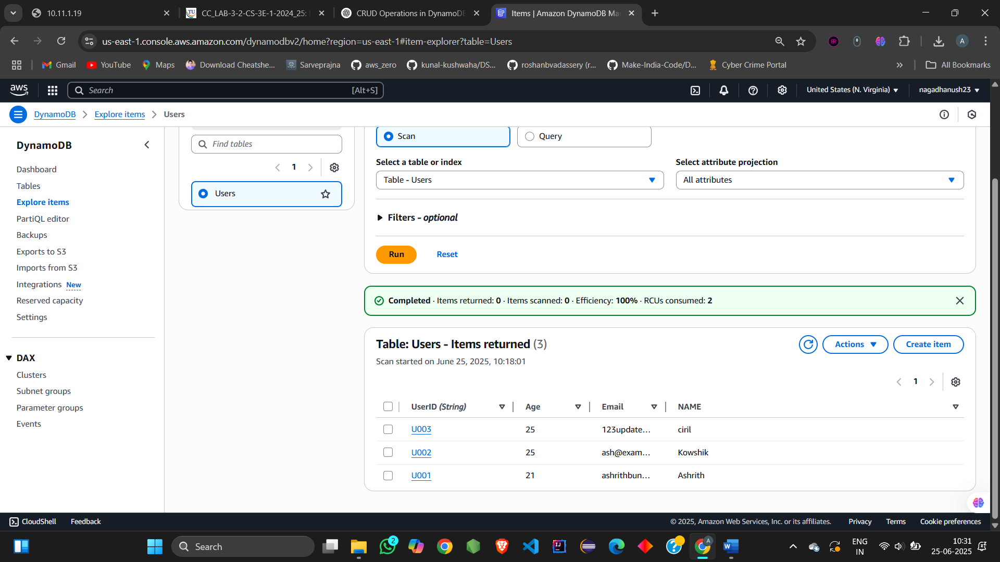 10.11.1.19
CC_LAB-3-2-CS-3E-1-2024_25:
CRUD Operations in DynamoDB
Items | Amazon DynamoDB Ma
us-east-1.console.aws.amazon.com/dynamodbv2/home?region=us-east-1#item-explorer?table=Users
A
Gmail
YouTube
Maps
Download Cheatshe...
Sarveprajna
aws_zero
kunal-kushwaha/DS...
roshanbvadassery (r...
Make-India-Code/D...
Cyber Crime Portal
All Bookmarks
aws
Search
[Alt+S]
United States (N. Virginia)
nagadhanush23
DynamoDB
Explore items
Users
DynamoDB
Dashboard
Tables
Explore items
PartiQL editor
Backups
Exports to S3
Imports from S3
Integrations New
Reserved capacity
Settings
DAX
Clusters
Subnet groups
Parameter groups
Events
Find tables
1
Users
Scan
Query
Select a table or index
Table - Users
Select attribute projection
All attributes
Filters - optional
Run
Reset
Completed · Items returned: 0 · Items scanned: 0 · Efficiency: 100% · RCUs consumed: 2
Table: Users - Items returned (3)
Scan started on June 25, 2025, 10:18:01
Actions
Create item
1
UserID (String) Age Email NAME
U003 25 123update... ciril
U002 25 ash@exam... Kowshik
U001 21 ashrithbun... Ashrith
CloudShell
Feedback
© 2025, Amazon Web Services, Inc. or its affiliates.
Privacy
Terms
Cookie preferences
Search
2
ENG
IN
10:31
25-06-2025